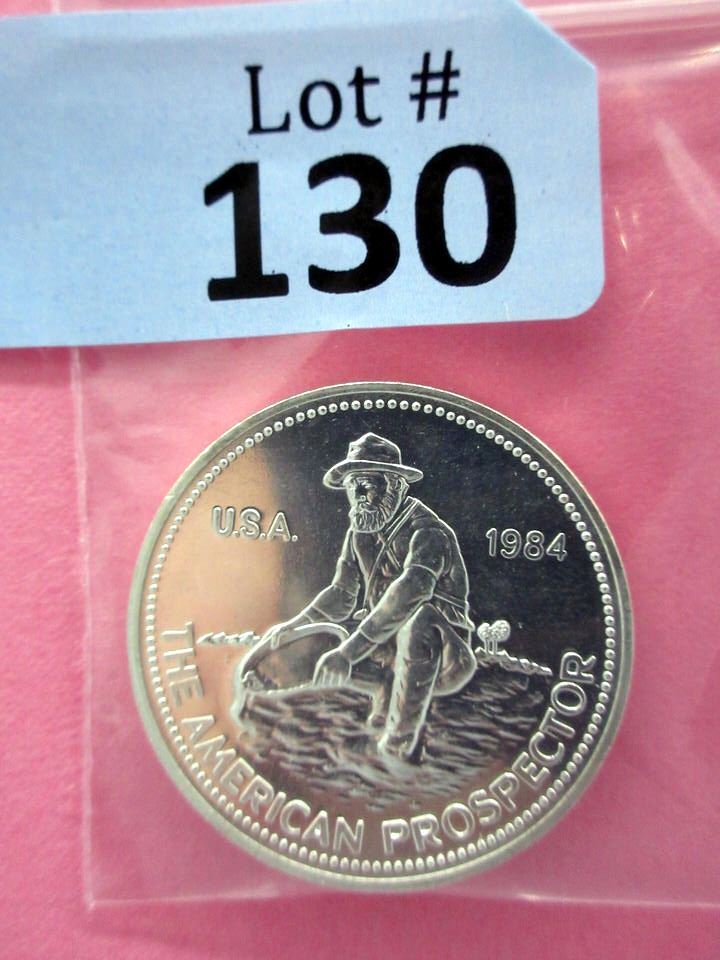 Lot #
130
U.S.A.
1984
THE AMERICAN PROSPECTOR